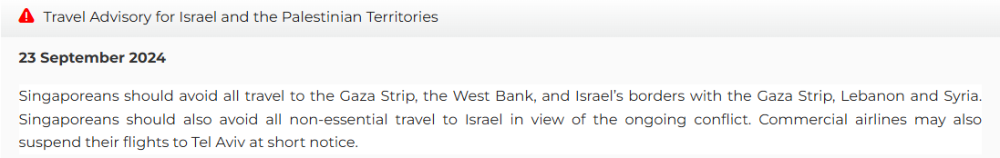 Travel Advisory for Israel and the Palestinian Territories
23 September 2024
Singaporeans should avoid all travel to the Gaza Strip, the West Bank, and Israel’s borders with the Gaza Strip, Lebanon and Syria.
Singaporeans should also avoid all non-essential travel to Israel in view of the ongoing conflict. Commercial airlines may also
suspend their flights to Tel Aviv at short notice.